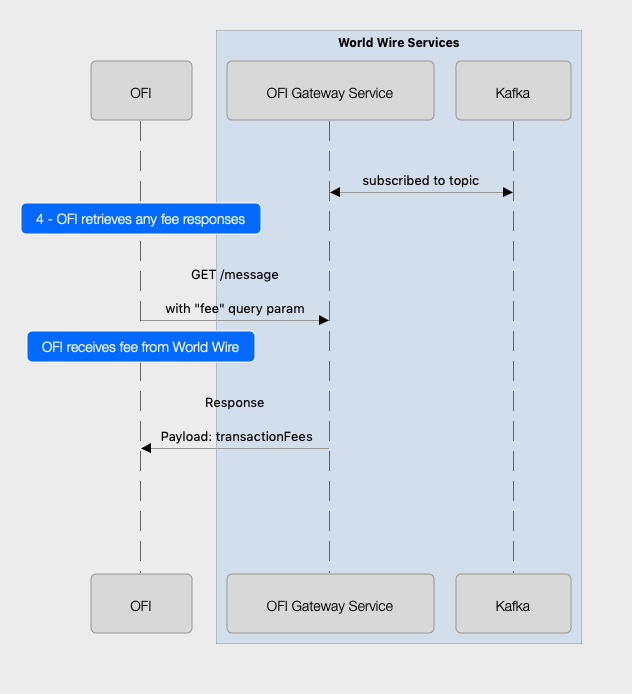 World Wire Services
OFI
OFI Gateway Service
Kafka
subscribed to topic
4 - OFI retrieves any fee responses
GET /message
with "fee" query param
OFI receives fee from World Wire
Response
Payload: transactionFees
OFI
OFI Gateway Service
Kafka